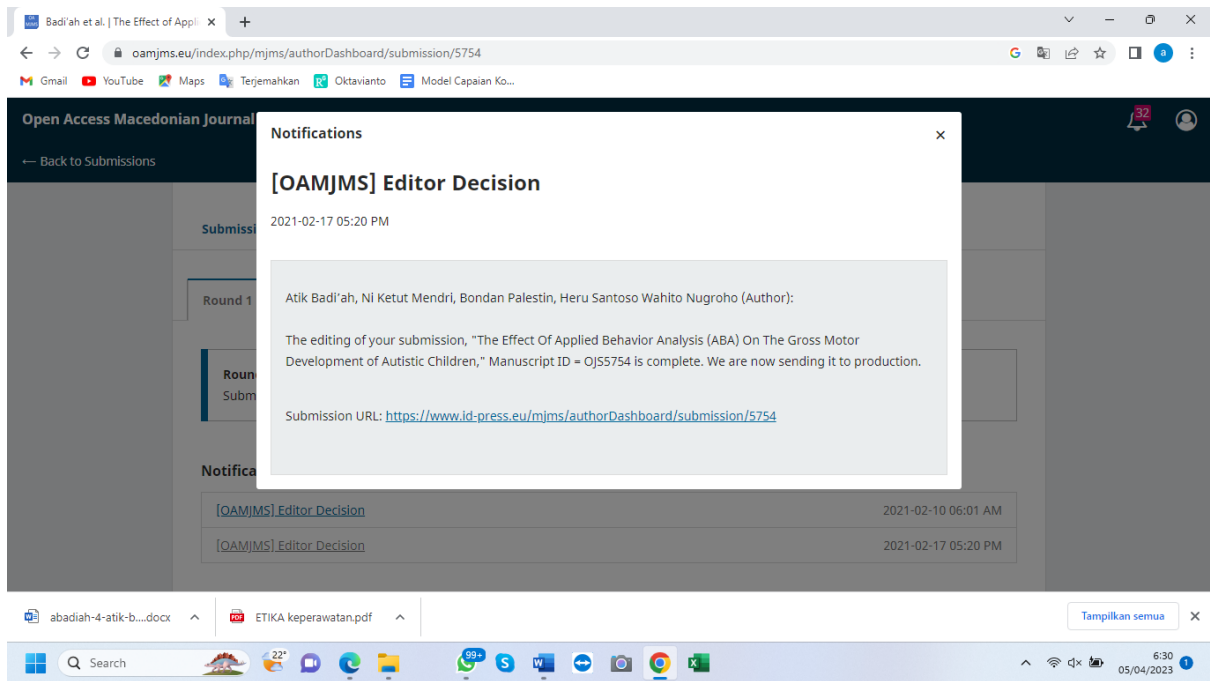 Badi'ah et al. | The Effect of Appli
oamjms.eu/index.php/mjms/authorDashboard/submission/5754
G
a
Gmail YouTube Maps Terjemahkan Oktavianto Model Capaian Ko...
Open Access Macedonian Journal
32
← Back to Submissions
Notifications
[OAMJMS] Editor Decision
2021-02-17 05:20 PM
Submissi
Round 1
Atik Badi'ah, Ni Ketut Mendri, Bondan Palestin, Heru Santoso Wahito Nugroho (Author):
The editing of your submission, "The Effect Of Applied Behavior Analysis (ABA) On The Gross Motor
Development of Autistic Children," Manuscript ID = OJS5754 is complete. We are now sending it to production.
Roun
Subm
Submission URL: https://www.id-press.eu/mjms/authorDashboard/submission/5754
Notifica
[OAMJMS] Editor Decision 2021-02-10 06:01 AM
[OAMJMS] Editor Decision 2021-02-17 05:20 PM
abadiah-4-atik-b....docx ETIKA keperawatan.pdf Tampilkan semua
Search 22° 99+ 6:30
05/04/2023 1